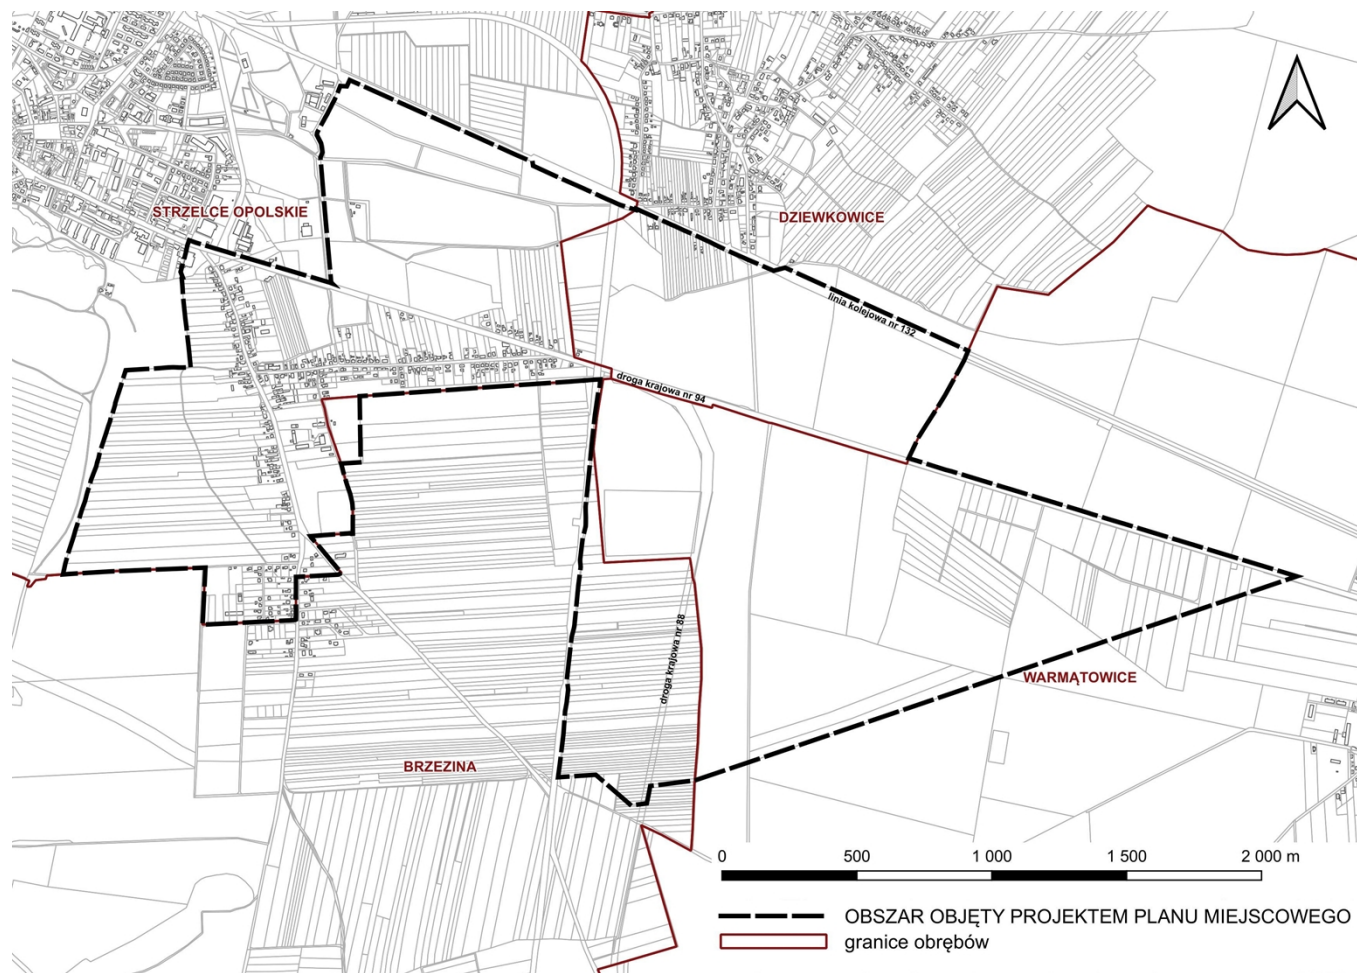 STRZELCE OPOLSKIE
DZIEWKOWICE
linia kolejowa nr 132
droga krajowa nr 94
droga krajowa nr 88
WARMĄTOWICE
BRZEZINA
0 500 1 000 1 500 2 000 m
OBSZAR OBJĘTY PROJEKTEM PLANU MIEJSCOWEGO
granice obrębów